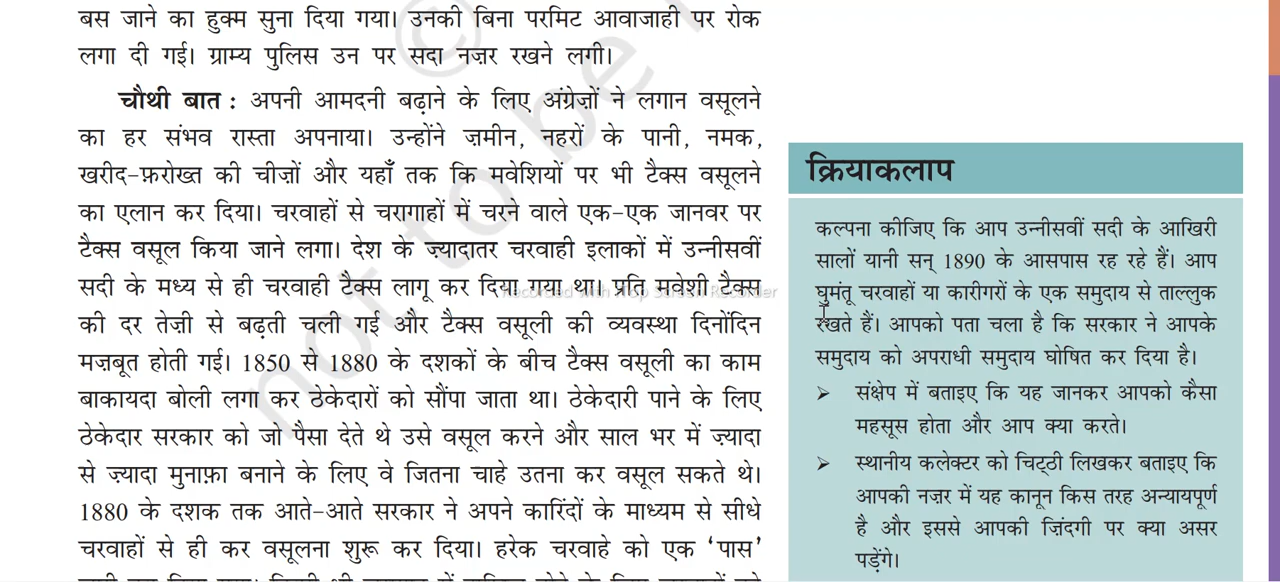 बस जाने का हुक्म सुना दिया गया। उनकी बिना परमिट आवाजाही पर रोक
लगा दी गई। ग्राम्य पुलिस उन पर सदा नज़र रखने लगी।
चौथी बात : अपनी आमदनी बढ़ाने के लिए अंग्रेज़ों ने लगान वसूलने
का हर संभव रास्ता अपनाया। उन्होंने ज़मीन, नहरों के पानी, नमक,
खरीद-फ़रोख्त की चीज़ों और यहाँ तक कि मवेशियों पर भी टैक्स वसूलने
का एलान कर दिया। चरवाहों से चरागाहों में चरने वाले एक-एक जानवर पर
टैक्स वसूल किया जाने लगा। देश के ज्यादातर चरवाही इलाकों में उन्नीसवीं
सदी के मध्य से ही चरवाही टैक्स लागू कर दिया गया था। प्रति मवेशी टैक्स
की दर तेज़ी से बढ़ती चली गई और टैक्स वसूली की व्यवस्था दिनोंदिन
मज़बूत होती गई। 1850 से 1880 के दशकों के बीच टैक्स वसूली का काम
बाकायदा बोली लगा कर ठेकेदारों को सौंपा जाता था। ठेकेदारी पाने के लिए
ठेकेदार सरकार को जो पैसा देते थे उसे वसूल करने और साल भर में ज़्यादा
से ज़्यादा मुनाफ़ा बनाने के लिए वे जितना चाहे उतना कर वसूल सकते थे।
1880 के दशक तक आते-आते सरकार ने अपने कारिंदों के माध्यम से सीधे
चरवाहों से ही कर वसूलना शुरू कर दिया। हरेक चरवाहे को एक ‘पास’
क्रियाकलाप
कल्पना कीजिए कि आप उन्नीसवीं सदी के आखिरी
सालों यानी सन् 1890 के आसपास रह रहे हैं। आप
घुमंतू चरवाहों या कारीगरों के एक समुदाय से ताल्लुक
रखते हैं। आपको पता चला है कि सरकार ने आपके
समुदाय को अपराधी समुदाय घोषित कर दिया है।
➢ संक्षेप में बताइए कि यह जानकर आपको कैसा
महसूस होता और आप क्या करते।
➢ स्थानीय कलेक्टर को चिट्ठी लिखकर बताइए कि
आपकी नज़र में यह कानून किस तरह अन्यायपूर्ण
है और इससे आपकी ज़िंदगी पर क्या असर
पड़ेंगे।
© not to be r
Recorded with iTop Screen Recorder